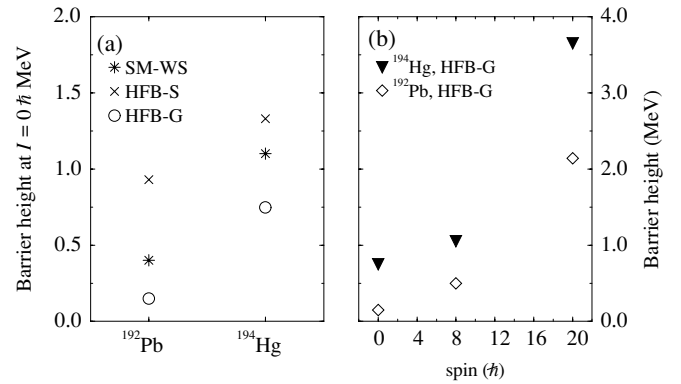 2.0
(a)
SM-WS
HFB-S
HFB-G
1.5
1.0
0.5
0.0
Barrier height at I = 0 ℏ MeV
¹⁹²Pb
¹⁹⁴Hg
(b)
¹⁹⁴Hg, HFB-G
¹⁹²Pb, HFB-G
4.0
3.0
2.0
1.0
0.0
Barrier height (MeV)
0
4
8
12
16
20
spin (ℏ)